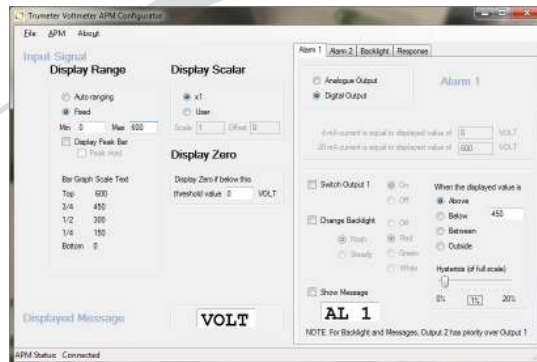 Trumeter Voltmeter APM Configurator
File APM About
Input Signal
Display Range
Auto ranging
Fixed
Min 0 Max 600
Display Peak Bar
Peak Hold
Bar Graph Scale Text
Top 600
3/4 450
1/2 300
1/4 150
Bottom 0
Display Scalar
x1
User
Scale 1 Offset 0
Display Zero
Display Zero if below this
threshold value 0 VOLT
Displayed Message
VOLT
Alarm 1 Alarm 2 Backlight Response
Analogue Output
Digital Output
Alarm 1
4 mA current is equal to displayed value of 0 VOLT
20 mA current is equal to displayed value of 600 VOLT
Switch Output 1
On
Off
Change Backlight
Flash
Steady
Off
Red
Green
White
When the displayed value is
Above
Below 450
Between
Outside
Hysteresis (of full scale)
0% 1% 20%
Show Message
AL 1
NOTE: For Backlight and Messages, Output 2 has priority over Output 1
APM Status: Connected